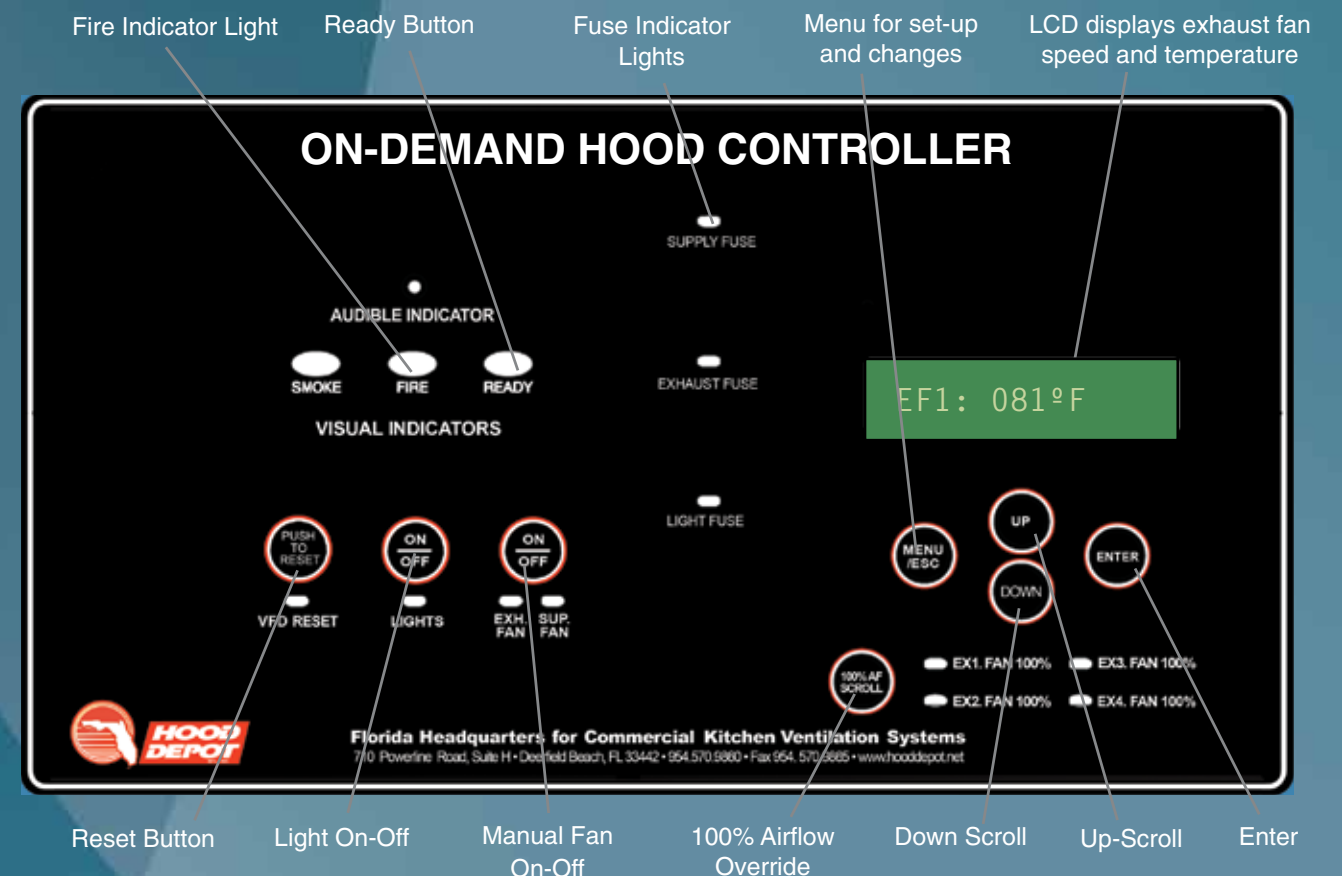 Fire Indicator Light
Ready Button
Fuse Indicator
Lights
Menu for set-up
and changes
LCD displays exhaust fan
speed and temperature
ON-DEMAND HOOD CONTROLLER
SUPPLY FUSE
AUDIBLE INDICATOR
SMOKE
FIRE
READY
VISUAL INDICATORS
EXHAUST FUSE
EF1: 081ºF
LIGHT FUSE
PUSH
TO
RESET
VFD RESET
ON
OFF
LIGHTS
ON
OFF
EXH.
FAN
SUP.
FAN
MENU
/ESC
UP
DOWN
ENTER
100% AF
SCROLL
EX1. FAN 100%
EX3. FAN 100%
EX2. FAN 100%
EX4. FAN 100%
HOOD
DEPOT
Florida Headquarters for Commercial Kitchen Ventilation Systems
710 Powerline Road, Suite H • Deerfield Beach, FL 33442 • 954.570.9860 • Fax 954. 570.9865 • www.hooddepot.net
Reset Button
Light On-Off
Manual Fan
On-Off
100% Airflow
Override
Down Scroll
Up-Scroll
Enter